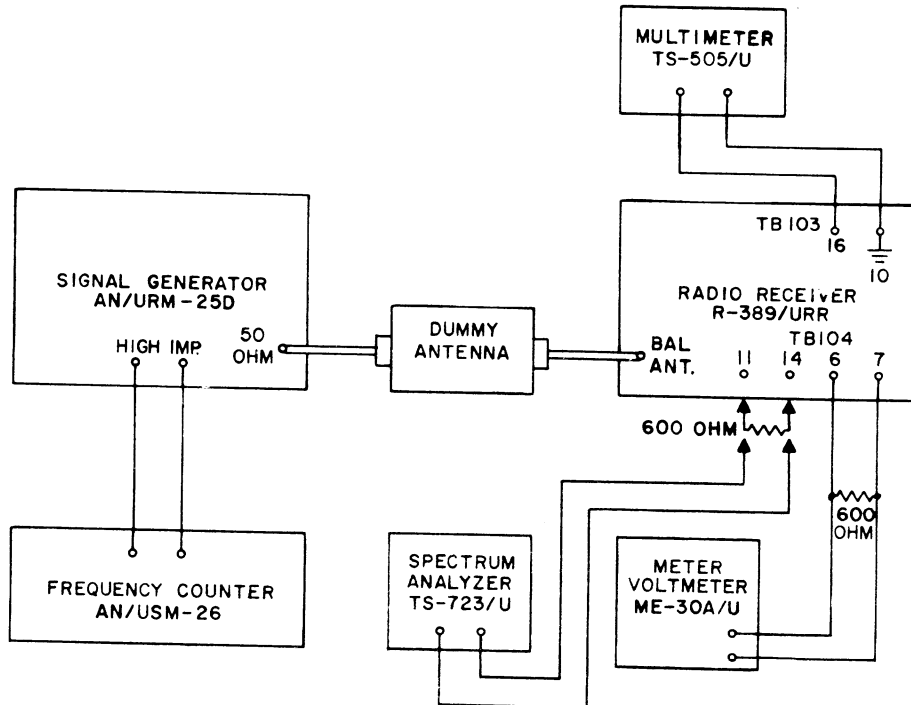 MULTIMETER
TS-505/U
TB103
16
10
SIGNAL GENERATOR
AN/URM-25D
HIGH IMP.
50
OHM
DUMMY
ANTENNA
RADIO RECEIVER
R-389/URR
BAL
ANT.
TB104
11
14
6
7
600 OHM
600
OHM
FREQUENCY COUNTER
AN/USM-26
SPECTRUM
ANALYZER
TS-723/U
METER
VOLTMETER
ME-30A/U